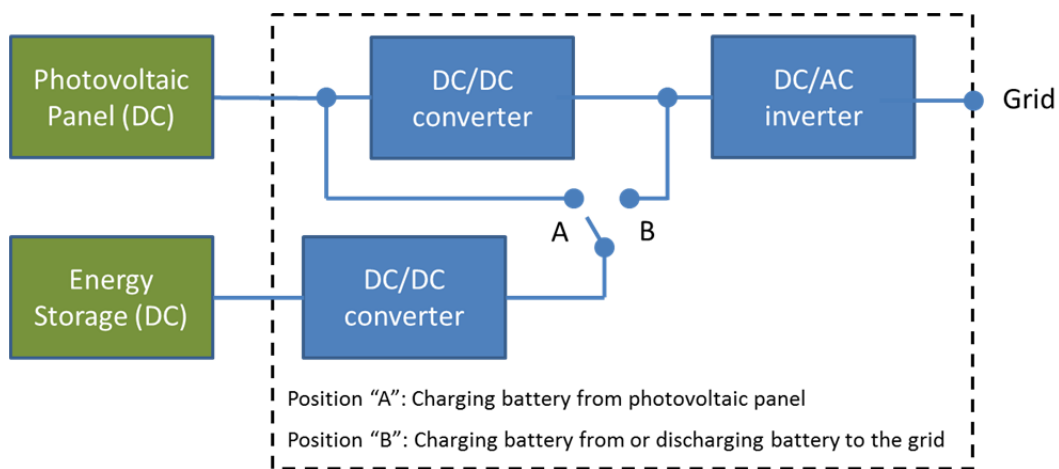 Photovoltaic
Panel (DC)
DC/DC
converter
DC/AC
inverter
Grid
A
B
Energy
Storage (DC)
DC/DC
converter
Position “A”: Charging battery from photovoltaic panel
Position “B”: Charging battery from or discharging battery to the grid